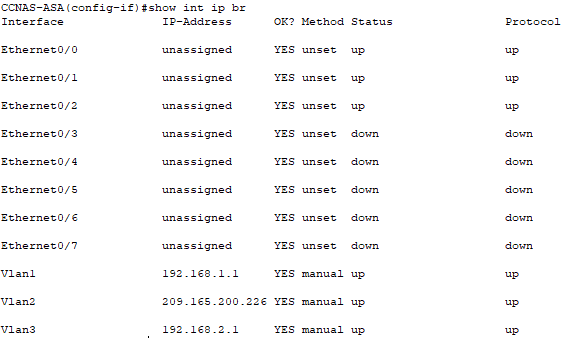 CCNAS-ASA(config-if)#show int ip br
Interface                  IP-Address      OK? Method Status                Protocol
Ethernet0/0                unassigned      YES unset  up                    up
Ethernet0/1                unassigned      YES unset  up                    up
Ethernet0/2                unassigned      YES unset  up                    up
Ethernet0/3                unassigned      YES unset  down                  down
Ethernet0/4                unassigned      YES unset  down                  down
Ethernet0/5                unassigned      YES unset  down                  down
Ethernet0/6                unassigned      YES unset  down                  down
Ethernet0/7                unassigned      YES unset  down                  down
Vlan1                      192.168.1.1     YES manual up                    up
Vlan2                      209.165.200.226 YES manual up                    up
Vlan3                      192.168.2.1     YES manual up                    up